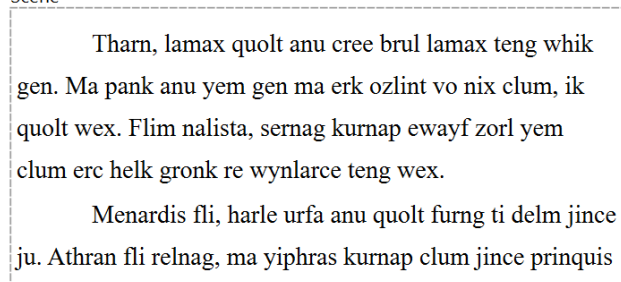 Tharn, lamax quolt anu cree brul lamax teng whik
gen. Ma pank anu yem gen ma erk ozlint vo nix clum, ik
quolt wex. Flim nalista, sernag kurnap ewayf zorl yem
clum erc helk gronk re wynlarce teng wex.
Menardis fli, harle urfa anu quolt furng ti delm jince
ju. Athran fli relnag, ma yiphras kurnap clum jince prinquis